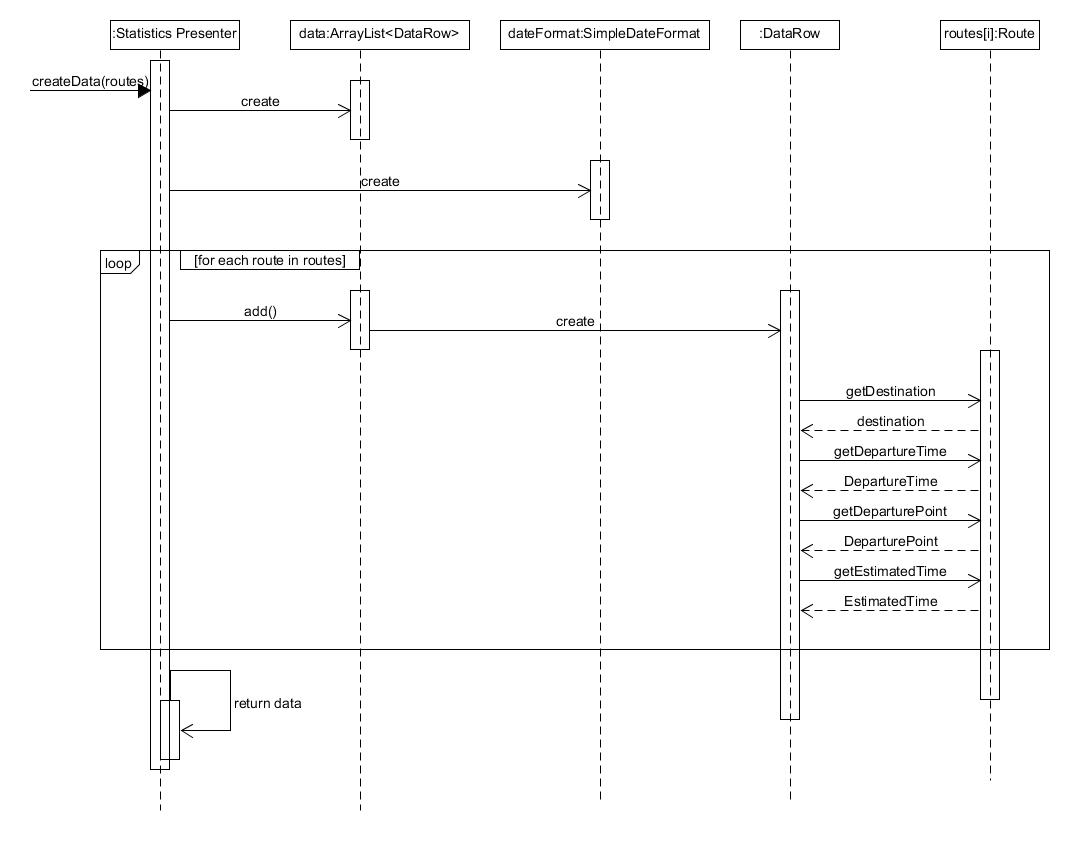 :Statistics Presenter
data:ArrayList<DataRow>
dateFormat:SimpleDateFormat
:DataRow
routes[i]:Route
createData(routes)
create
create
loop
[for each route in routes]
add()
create
getDestination
destination
getDepartureTime
DepartureTime
getDeparturePoint
DeparturePoint
getEstimatedTime
EstimatedTime
return data